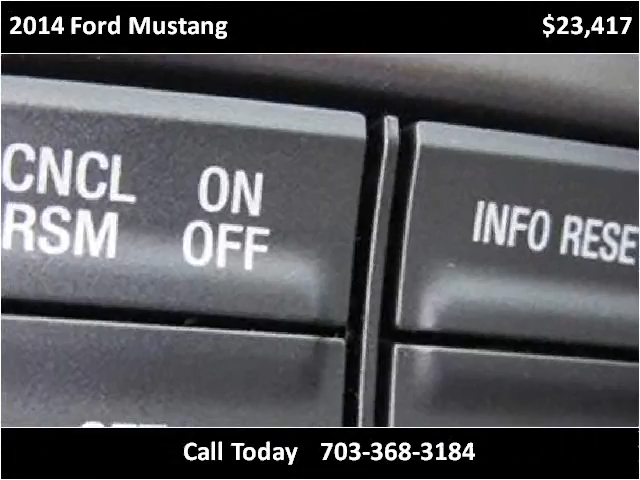 2014 Ford Mustang $23,417
CNCL ON
RSM OFF
INFO RESE
Call Today 703-368-3184